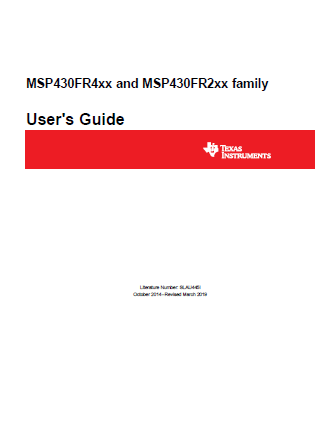 MSP430FR4xx and MSP430FR2xx family
User's Guide
TEXAS
INSTRUMENTS
Literature Number: SLAU445I
October 2014–Revised March 2019